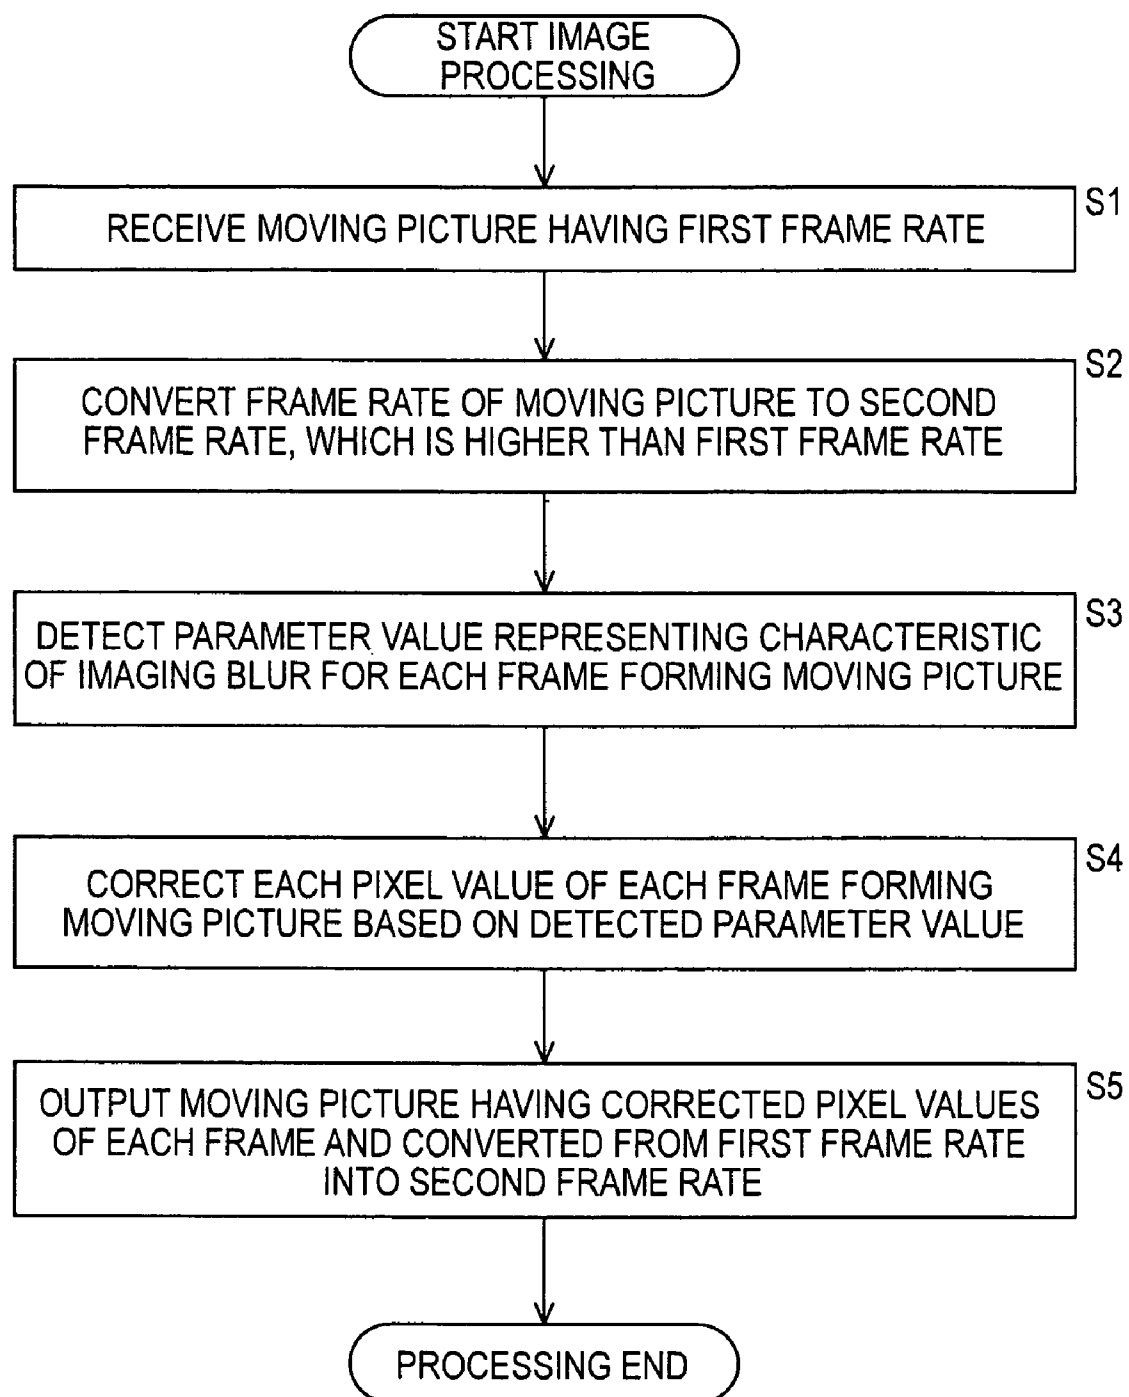 START IMAGE
PROCESSING
S1
RECEIVE MOVING PICTURE HAVING FIRST FRAME RATE
S2
CONVERT FRAME RATE OF MOVING PICTURE TO SECOND
FRAME RATE, WHICH IS HIGHER THAN FIRST FRAME RATE
S3
DETECT PARAMETER VALUE REPRESENTING CHARACTERISTIC
OF IMAGING BLUR FOR EACH FRAME FORMING MOVING PICTURE
S4
CORRECT EACH PIXEL VALUE OF EACH FRAME FORMING
MOVING PICTURE BASED ON DETECTED PARAMETER VALUE
S5
OUTPUT MOVING PICTURE HAVING CORRECTED PIXEL VALUES
OF EACH FRAME AND CONVERTED FROM FIRST FRAME RATE
INTO SECOND FRAME RATE
PROCESSING END